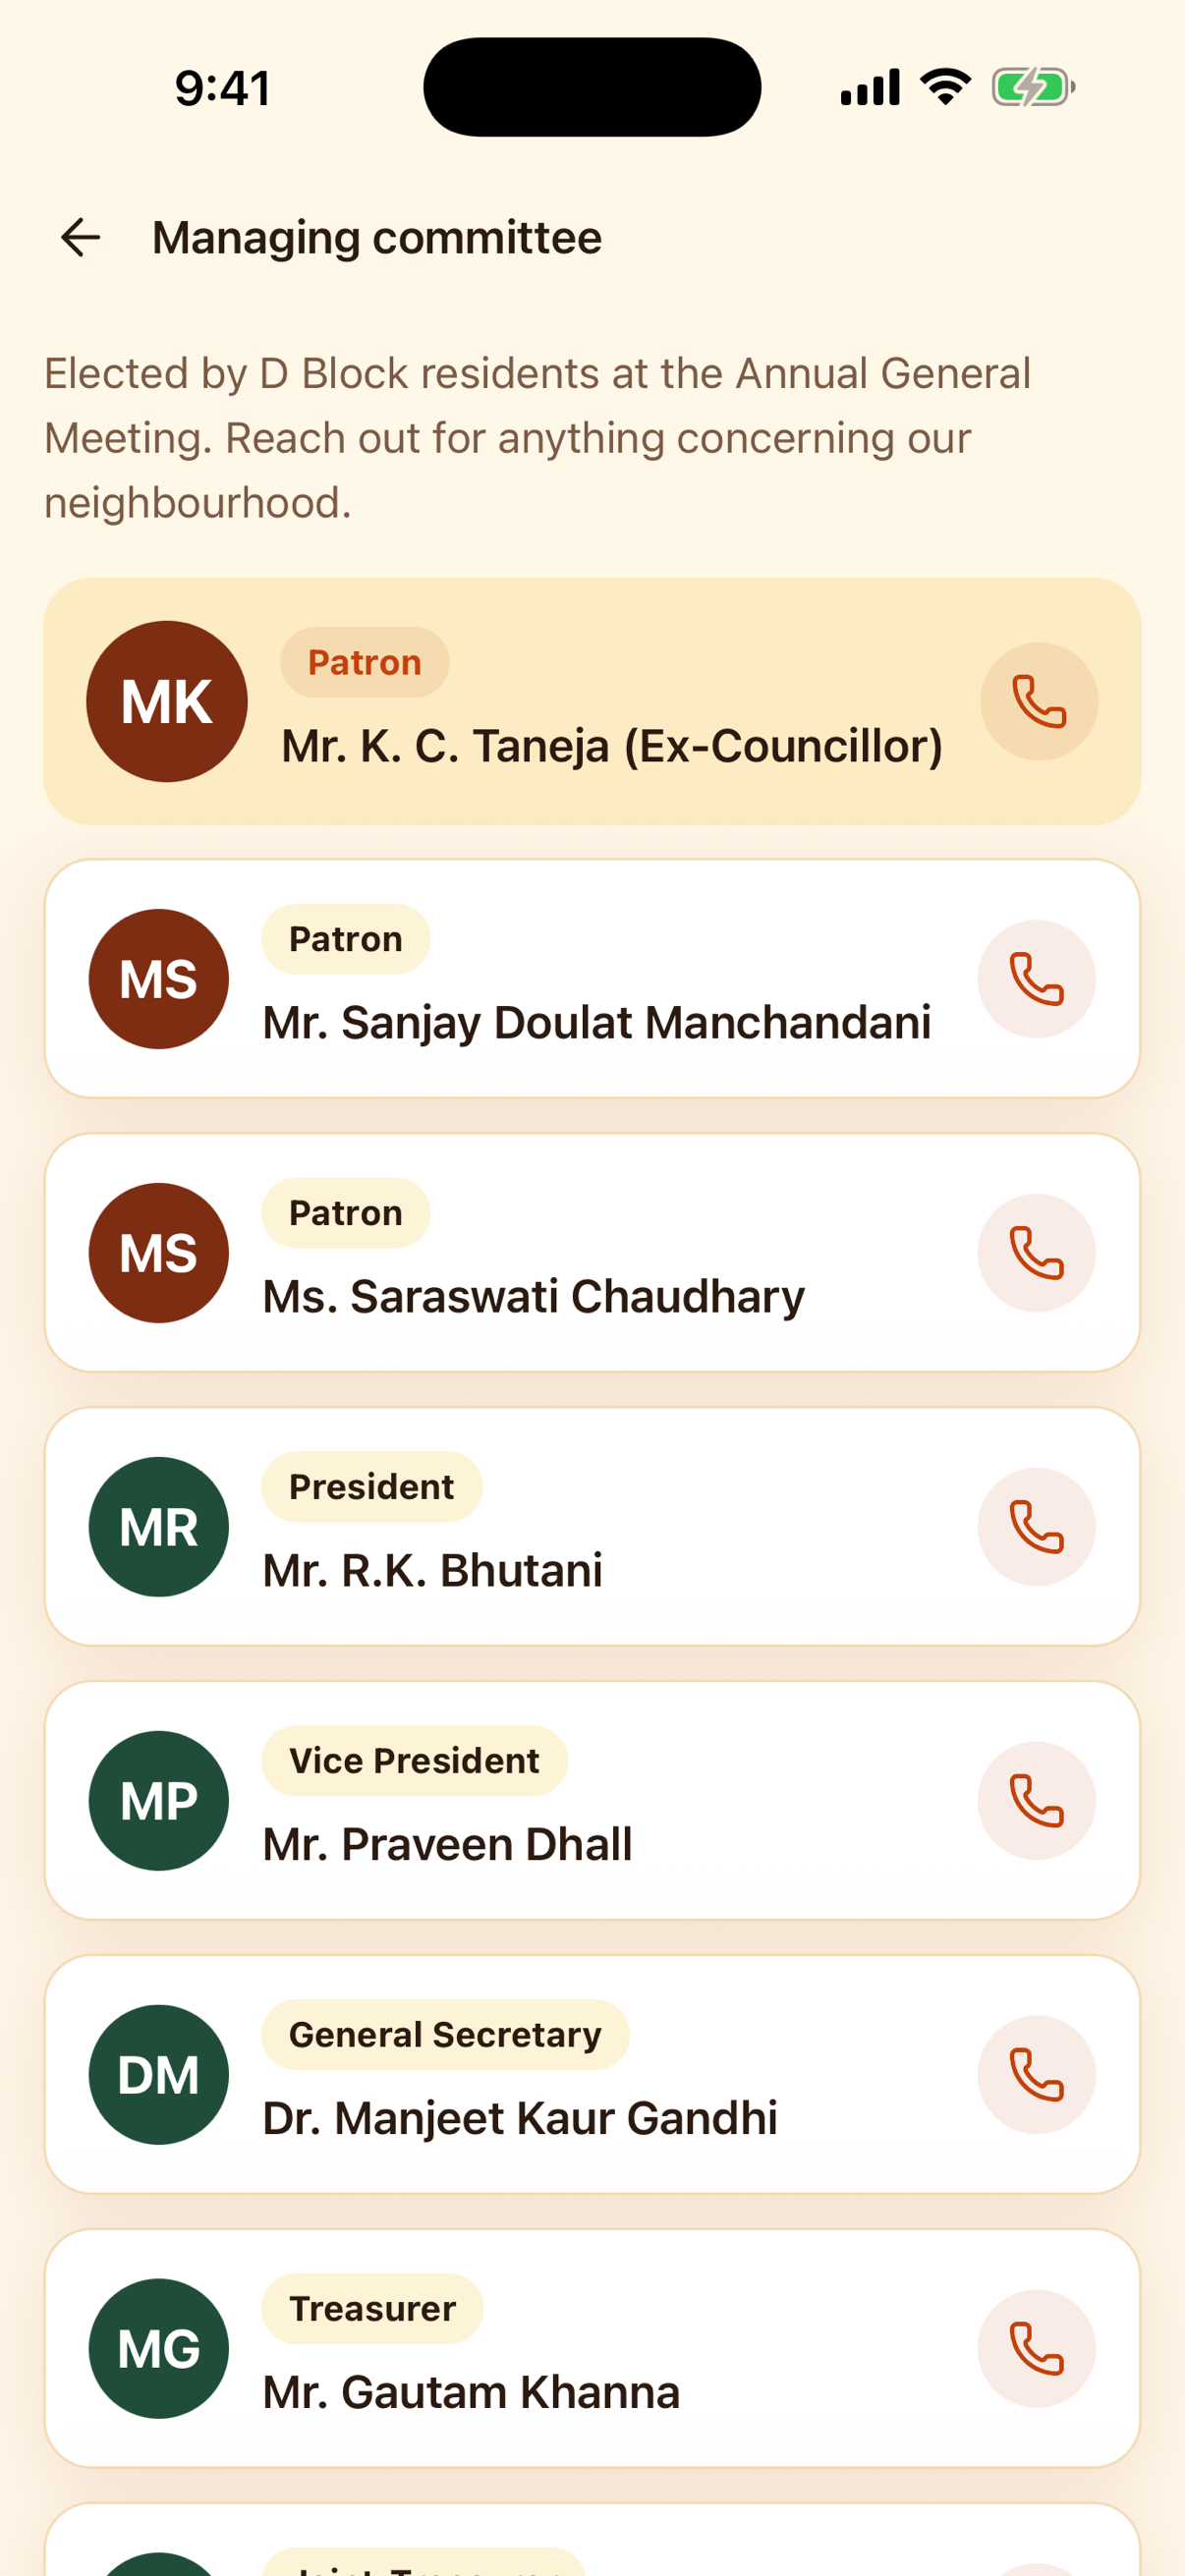 9:41
Managing committee
Elected by D Block residents at the Annual General
Meeting. Reach out for anything concerning our
neighbourhood.
MK
Patron
Mr. K. C. Taneja (Ex-Councillor)
MS
Patron
Mr. Sanjay Doulat Manchandani
MS
Patron
Ms. Saraswati Chaudhary
MR
President
Mr. R.K. Bhutani
MP
Vice President
Mr. Praveen Dhall
DM
General Secretary
Dr. Manjeet Kaur Gandhi
MG
Treasurer
Mr. Gautam Khanna